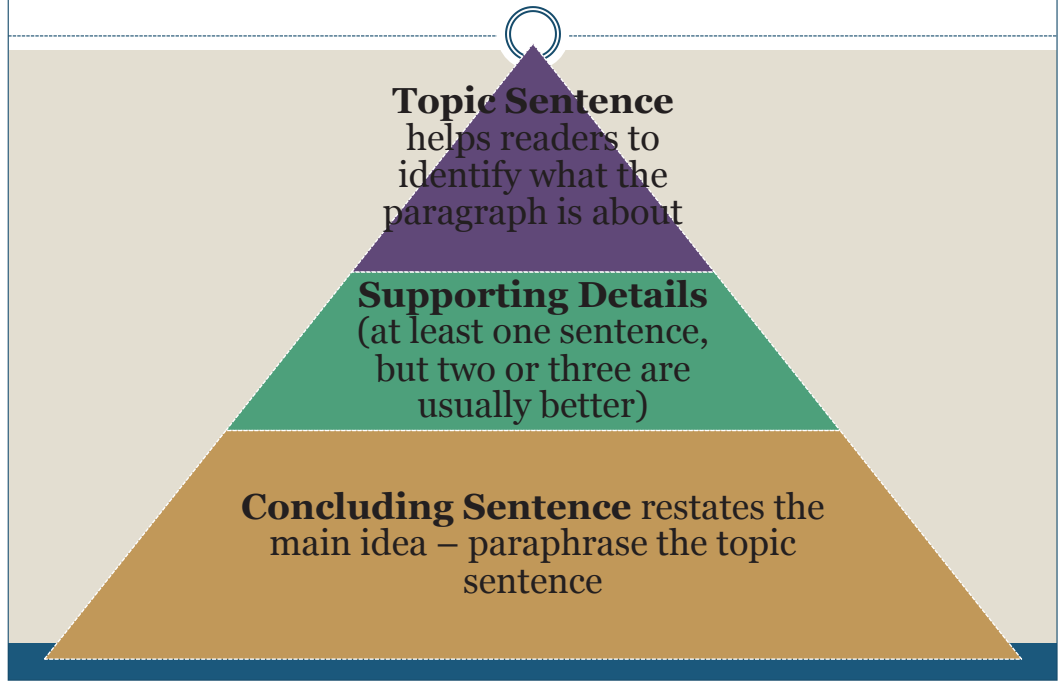 Topic Sentence
helps readers to
identify what the
paragraph is about
Supporting Details
(at least one sentence,
but two or three are
usually better)
Concluding Sentence restates the
main idea – paraphrase the topic
sentence